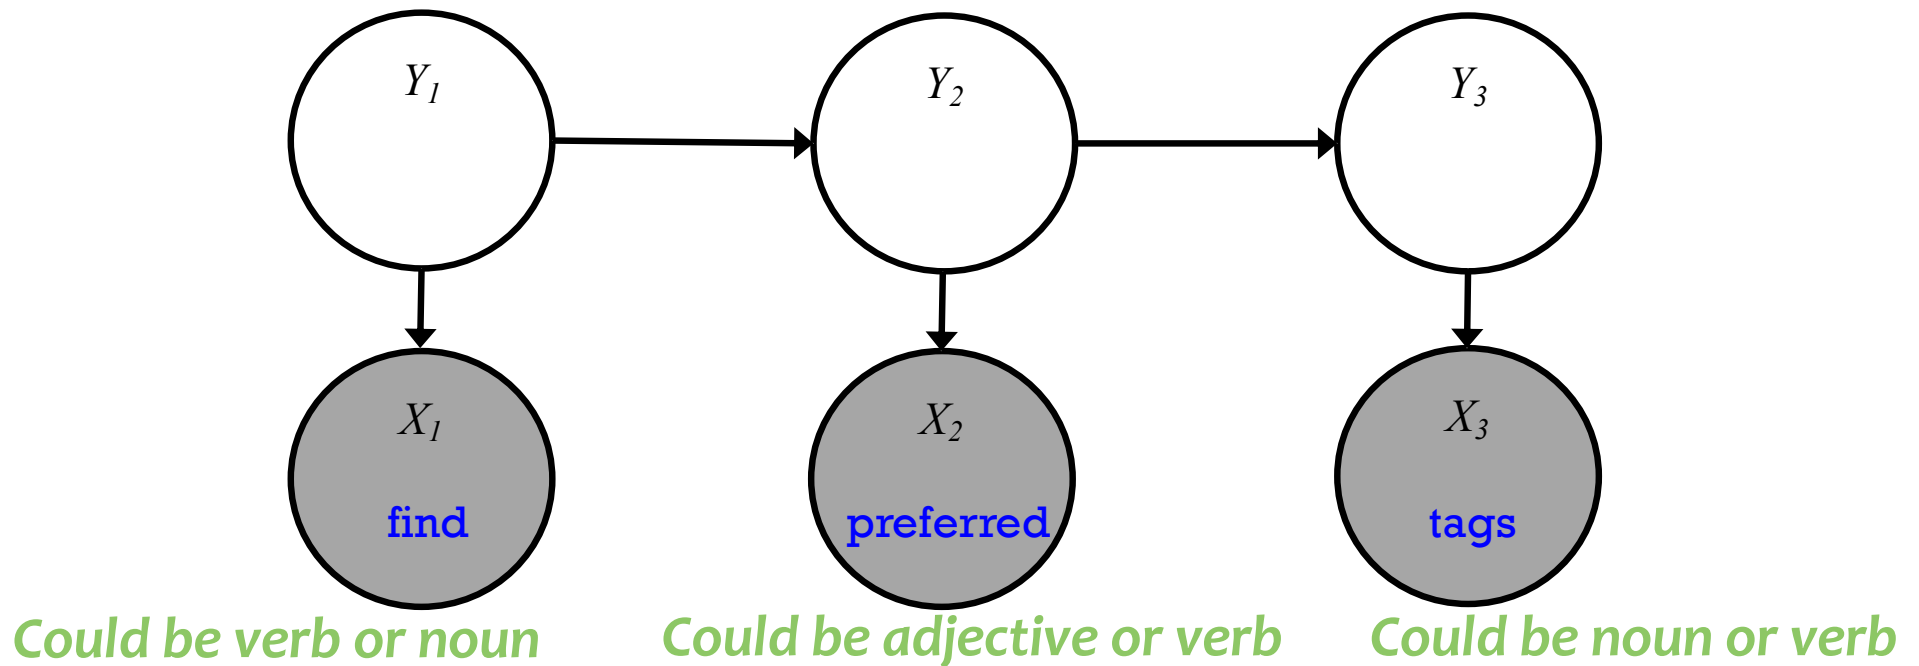 Y1 Y2 Y3
X1 X2 X3
find preferred tags
Could be verb or noun Could be adjective or verb Could be noun or verb